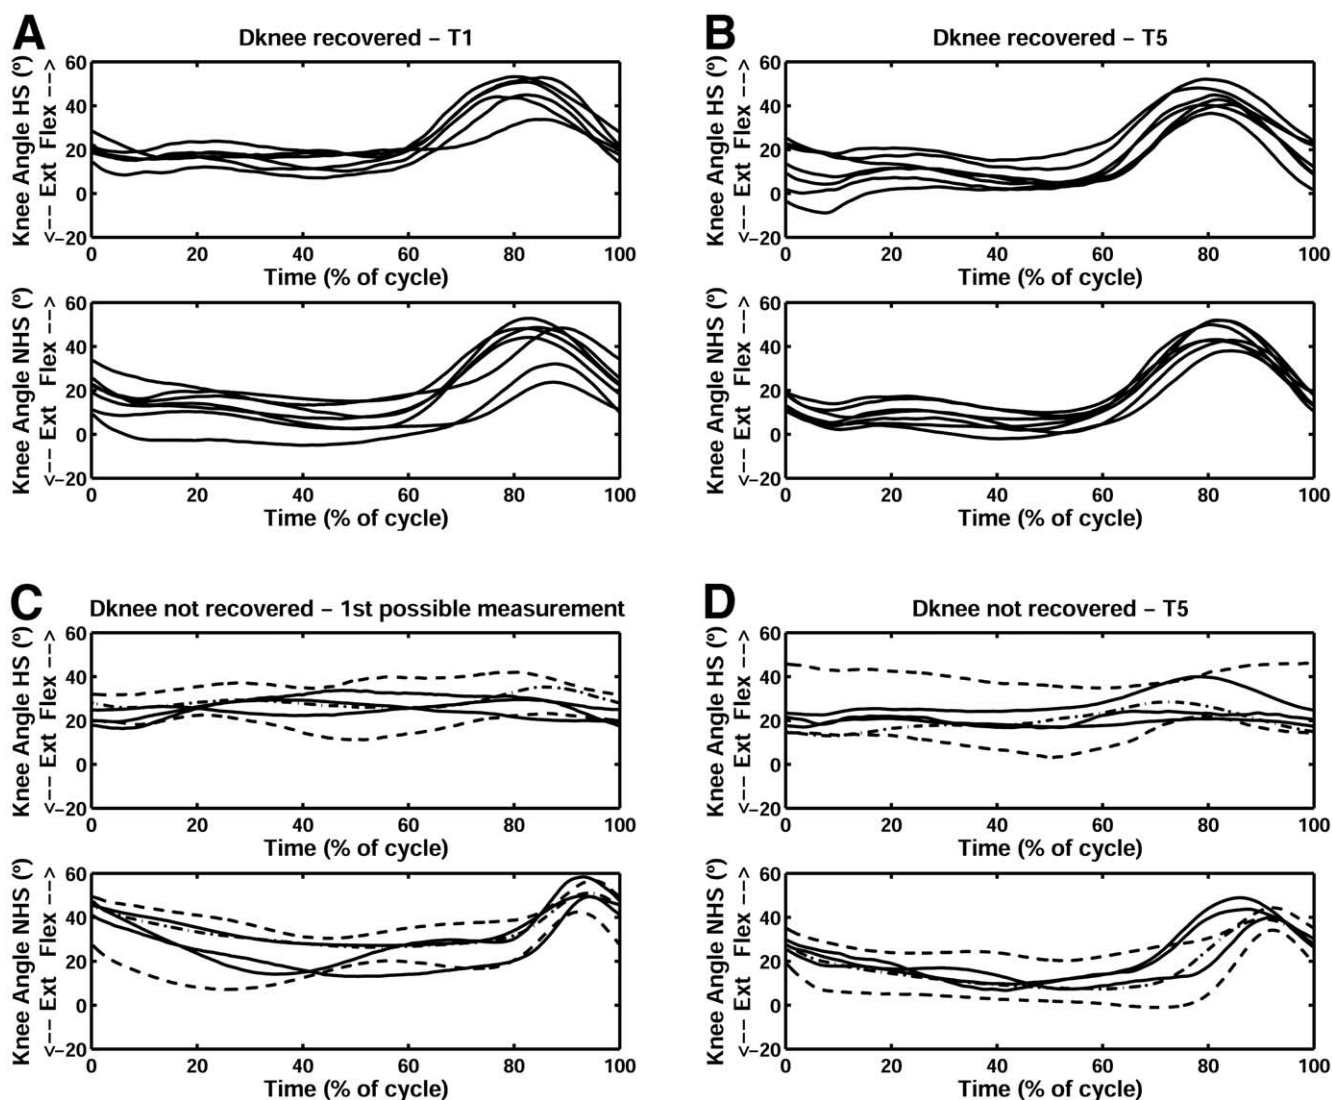 A
Dknee recovered – T1
Knee Angle HS (º)
<--- Ext Flex --->
60
40
20
0
-20
0 20 40 60 80 100
Time (% of cycle)
Knee Angle NHS (º)
<--- Ext Flex --->
60
40
20
0
-20
0 20 40 60 80 100
Time (% of cycle)
B
Dknee recovered – T5
Knee Angle HS (º)
<--- Ext Flex --->
60
40
20
0
-20
0 20 40 60 80 100
Time (% of cycle)
Knee Angle NHS (º)
<--- Ext Flex --->
60
40
20
0
-20
0 20 40 60 80 100
Time (% of cycle)
C
Dknee not recovered – 1st possible measurement
Knee Angle HS (º)
<--- Ext Flex --->
60
40
20
0
-20
0 20 40 60 80 100
Time (% of cycle)
Knee Angle NHS (º)
<--- Ext Flex --->
60
40
20
0
-20
0 20 40 60 80 100
Time (% of cycle)
D
Dknee not recovered – T5
Knee Angle HS (º)
<--- Ext Flex --->
60
40
20
0
-20
0 20 40 60 80 100
Time (% of cycle)
Knee Angle NHS (º)
<--- Ext Flex --->
60
40
20
0
-20
0 20 40 60 80 100
Time (% of cycle)